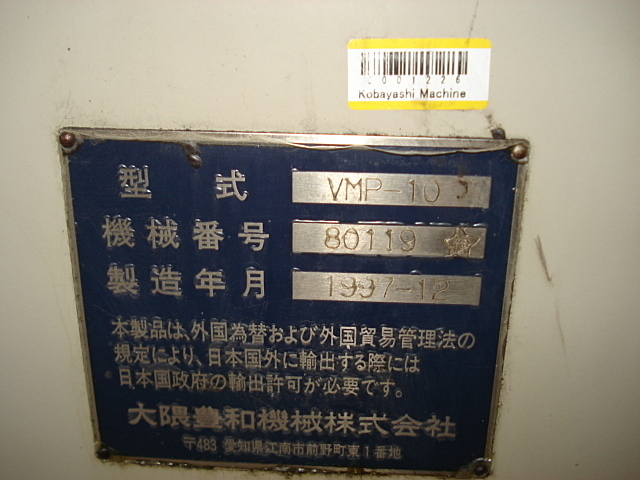 0001226
Kobayashi Machine
型式 VMP-10
機械番号 80119
製造年月 1997-12
本製品は、外国為替および外国貿易管理法の
規定により、日本国外に輸出する際には
日本国政府の輸出許可が必要です。
大隈豊和機械株式会社
〒483 愛知県江南市前野町東1番地